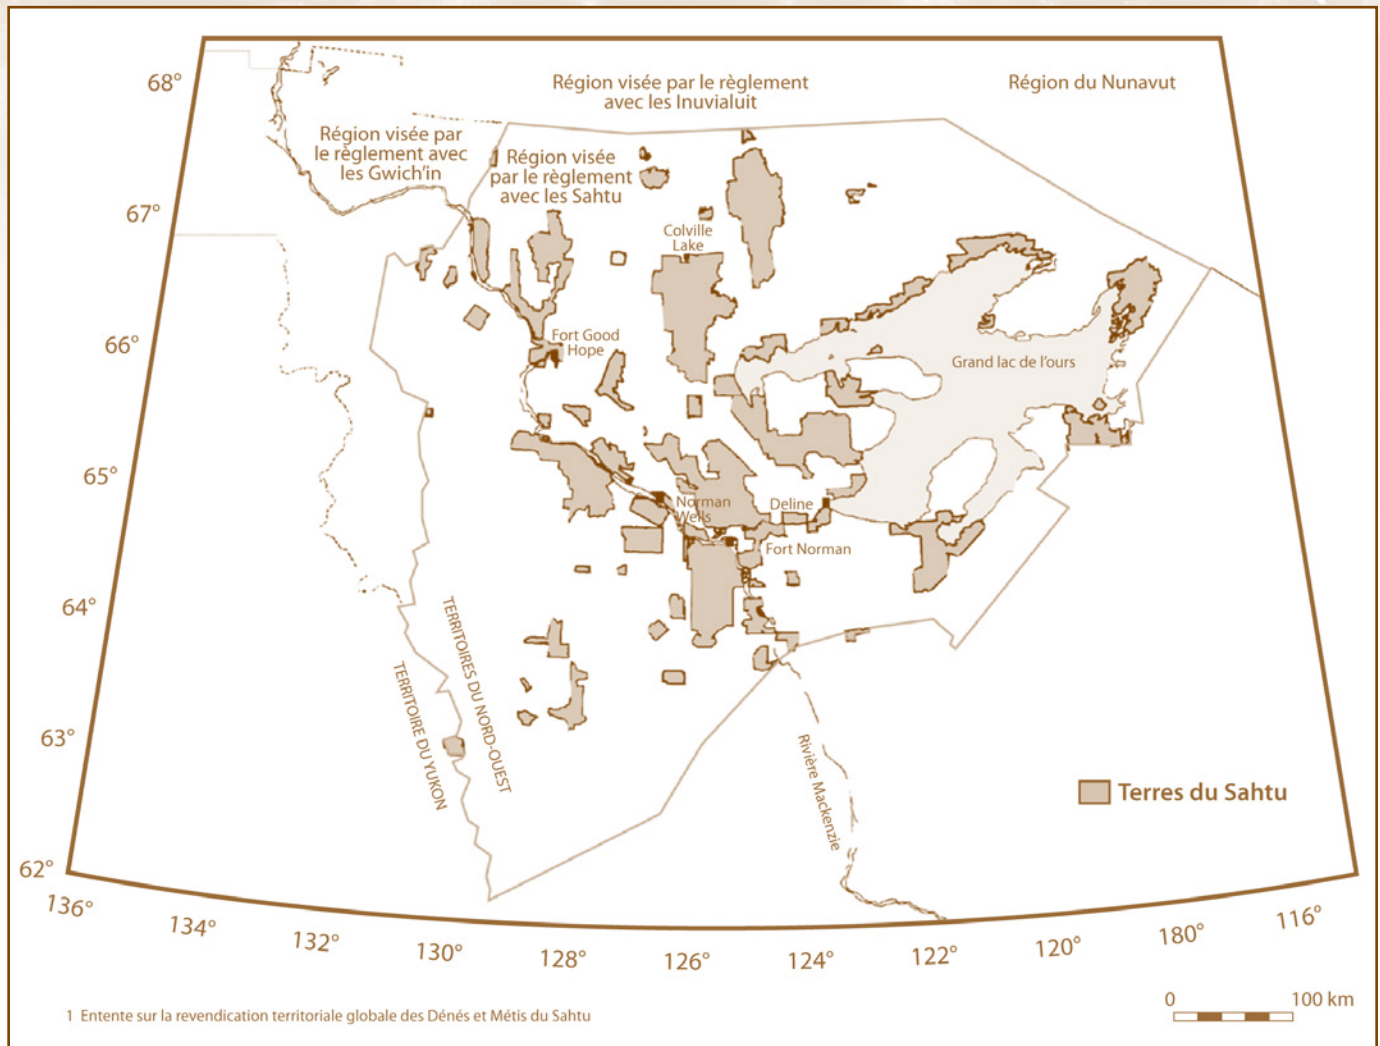 68°
Région visée par le règlement
avec les Inuvialuit
Région du Nunavut
Région visée par
le règlement avec
les Gwich'in
Région visée
par le règlement
avec les Sahtu
67°
Colville
Lake
66°
Fort Good
Hope
Grand lac de l'ours
65°
Norman
Wells
Deline
Fort Norman
64°
TERRITOIRES DU NORD-OUEST
TERRITOIRE DU YUKON
63°
Rivière Mackenzie
Terres du Sahtu
62°
136°
134°
132°
130°
128°
126°
124°
122°
120°
180°
116°
0 100 km
1 Entente sur la revendication territoriale globale des Dénés et Métis du Sahtu